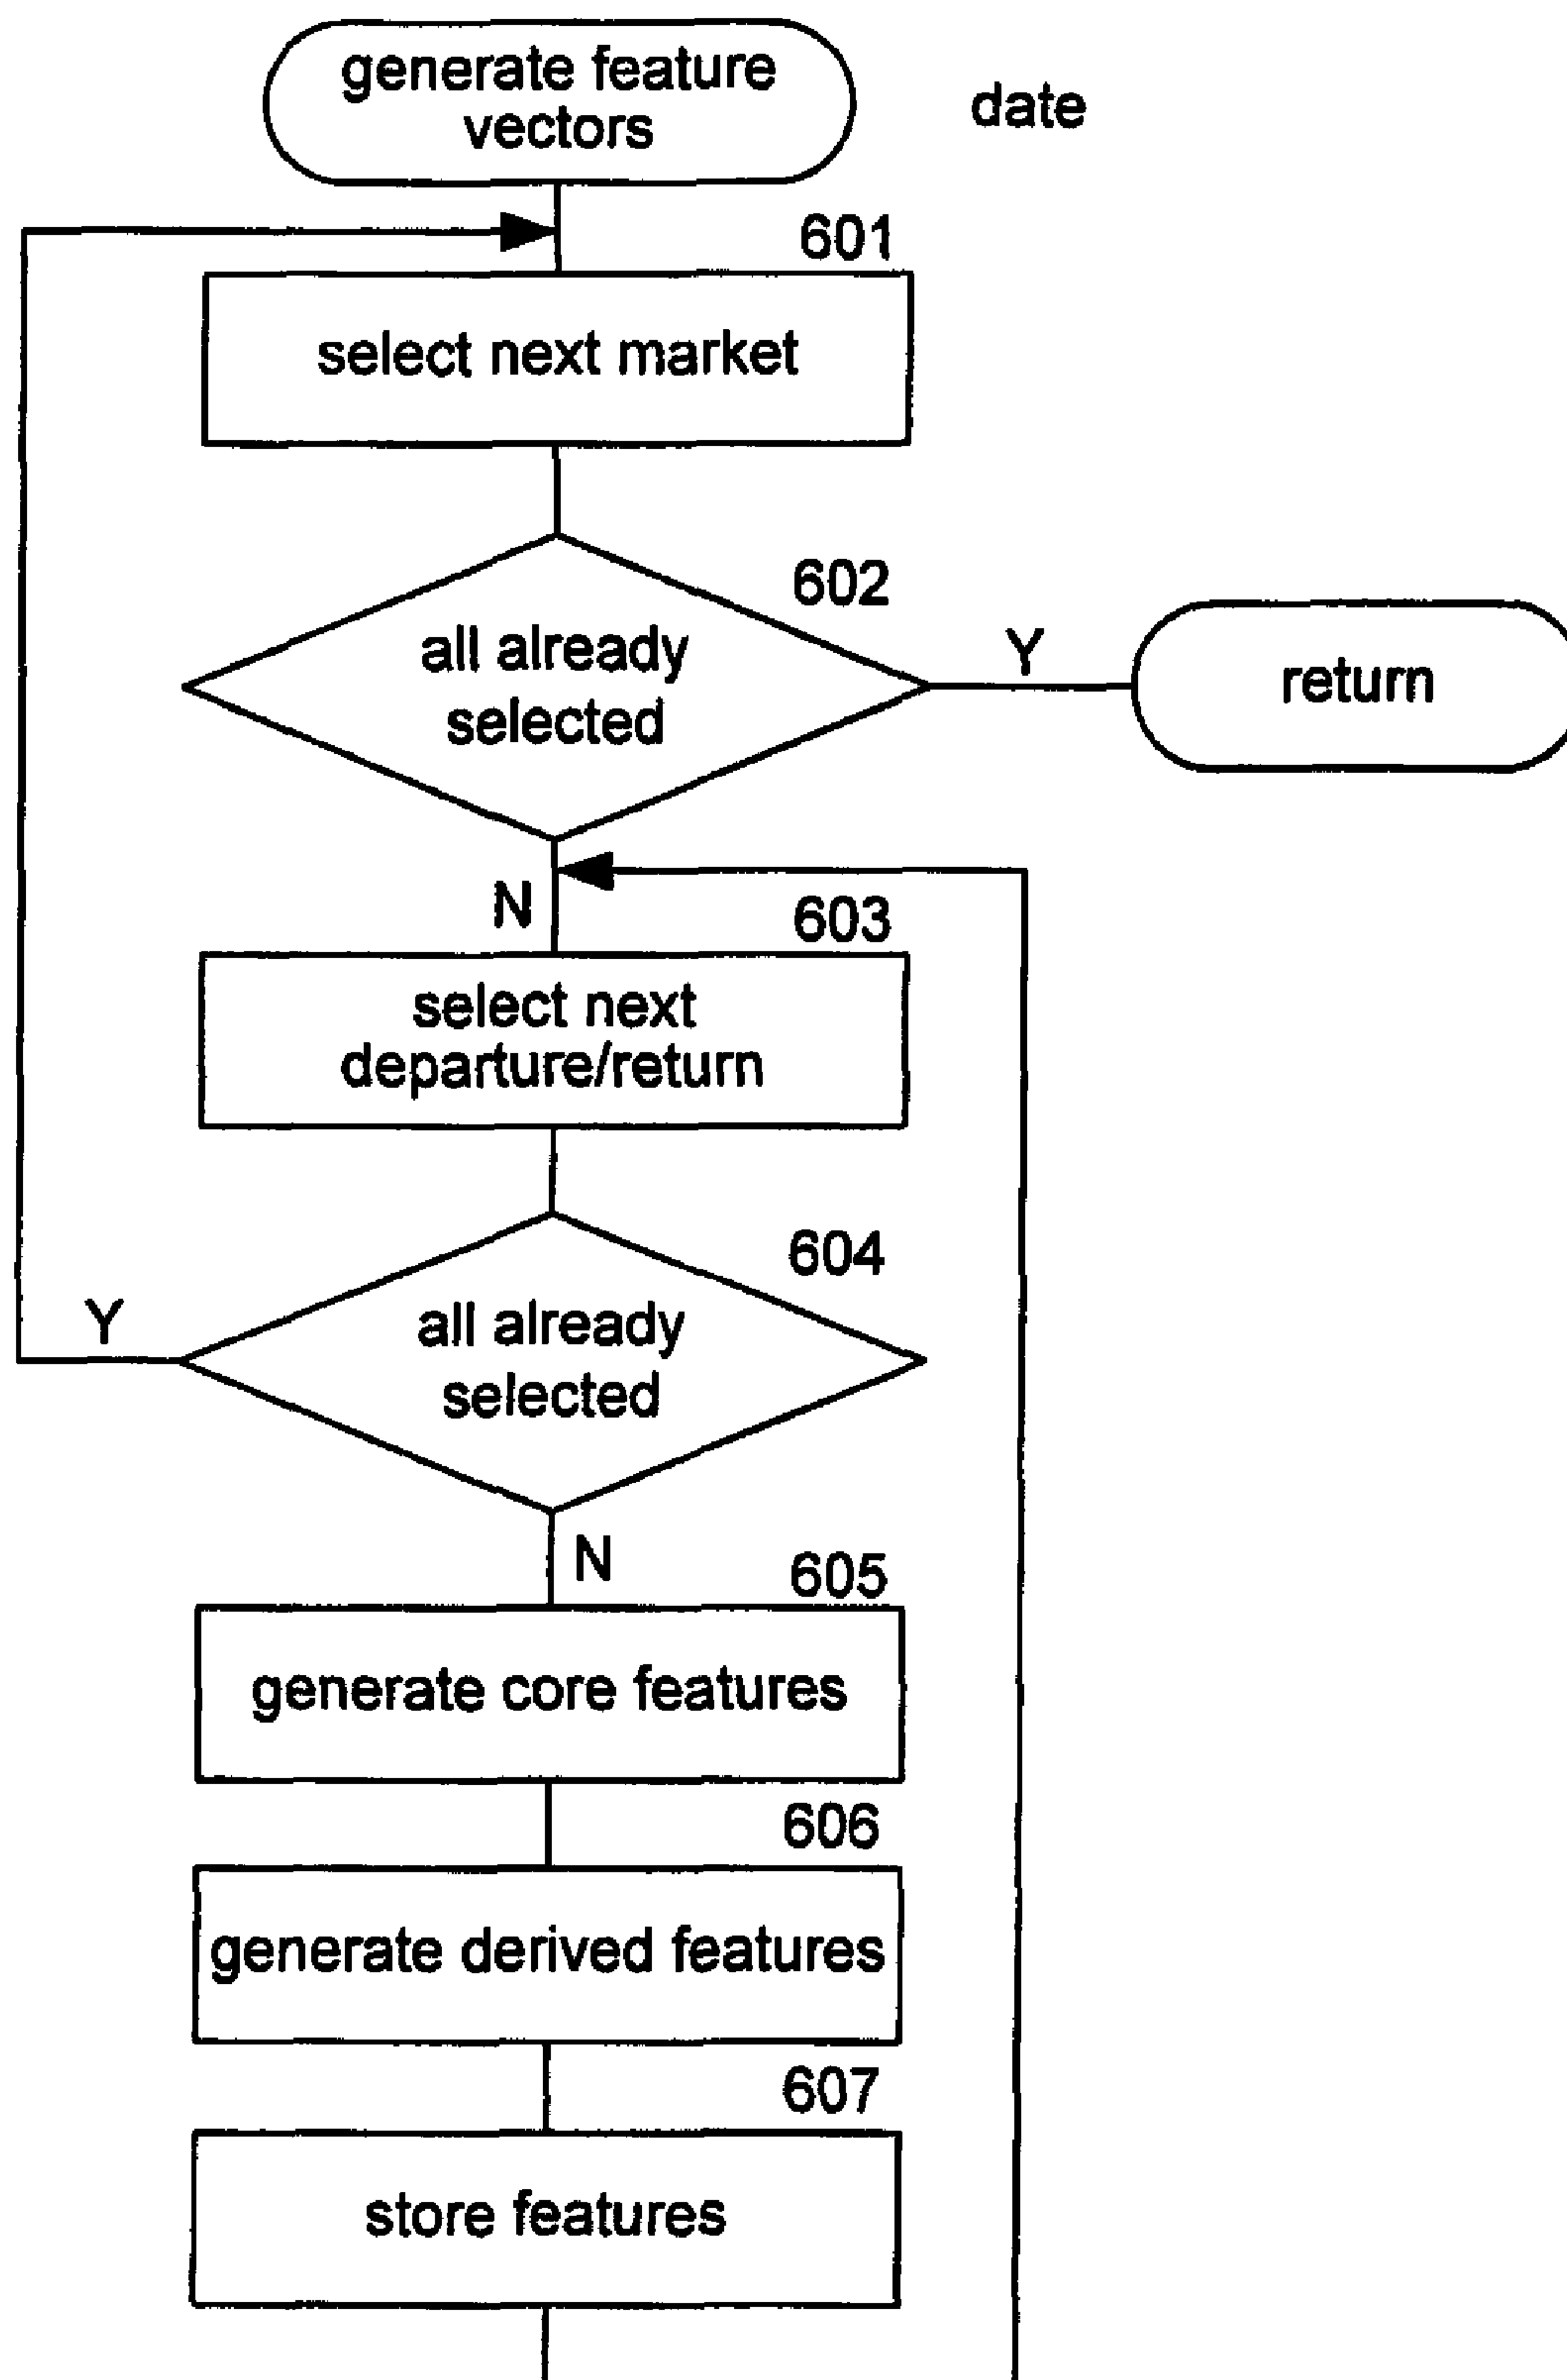 generate feature
vectors
date
601
select next market
602
all already
selected
Y
return
N
603
select next
departure/return
604
all already
selected
Y
N
605
generate core features
606
generate derived features
607
store features